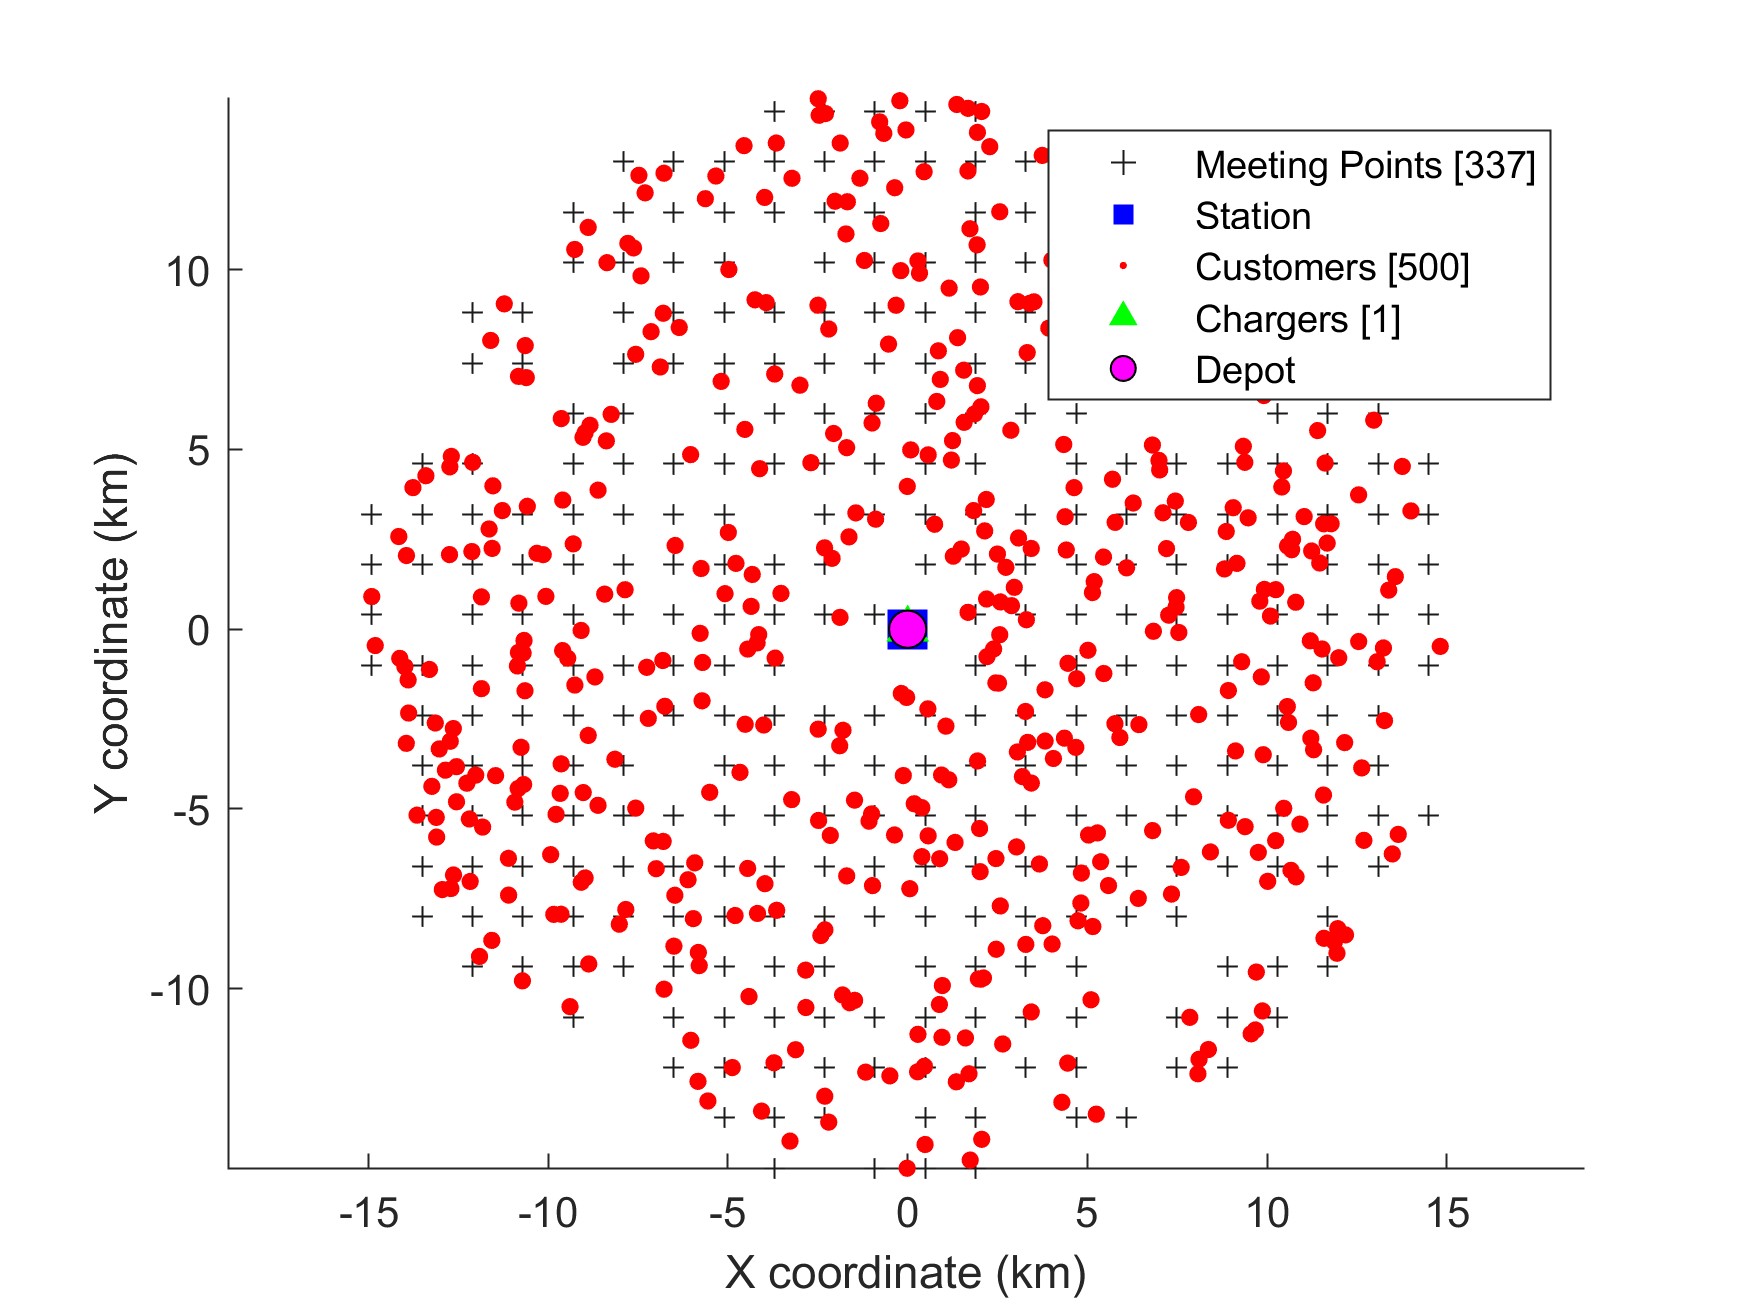 Meeting Points [337]
Station
Customers [500]
Chargers [1]
Depot
10
5
0
-5
-10
Y coordinate (km)
-15 -10 -5 0 5 10 15
X coordinate (km)